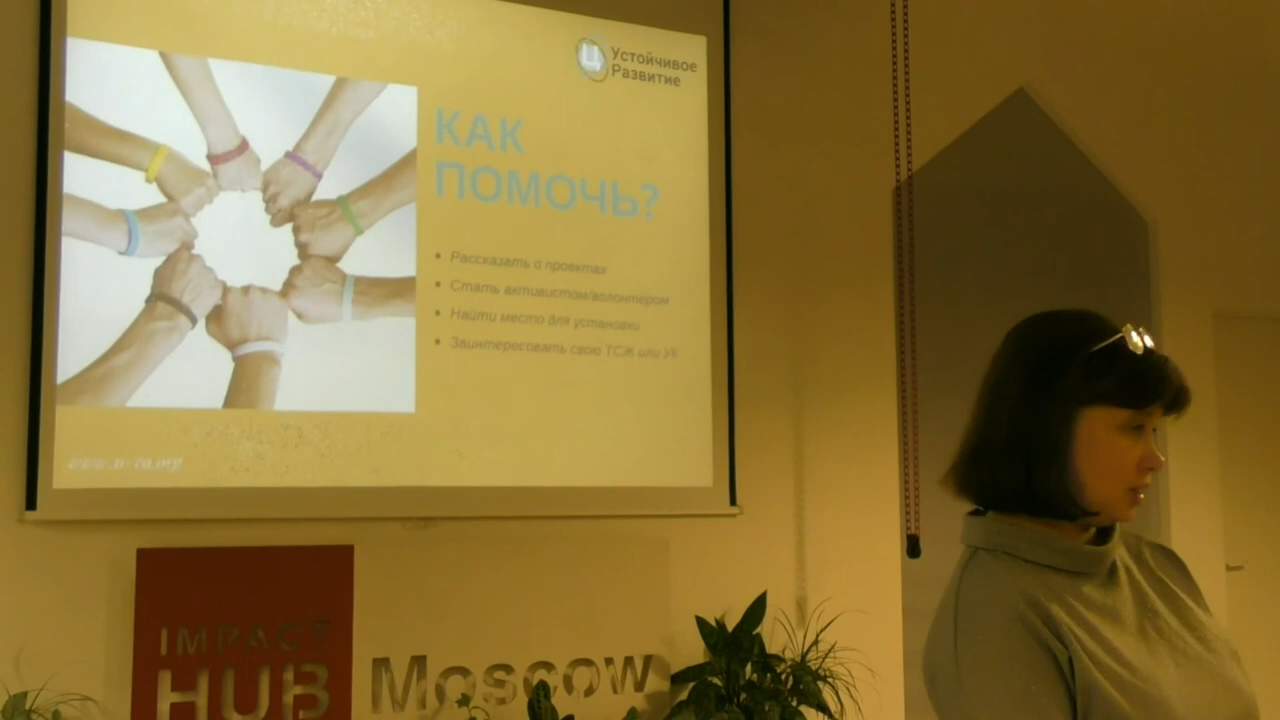 Ц Устойчивое
Развитие
КАК
ПОМОЧЬ?
• Рассказать о проектах
• Стать активистом/волонтёром
• Найти место для установки
• Заинтересовать свою ТСЖ или УК
IMPACT
HUB
Moscow